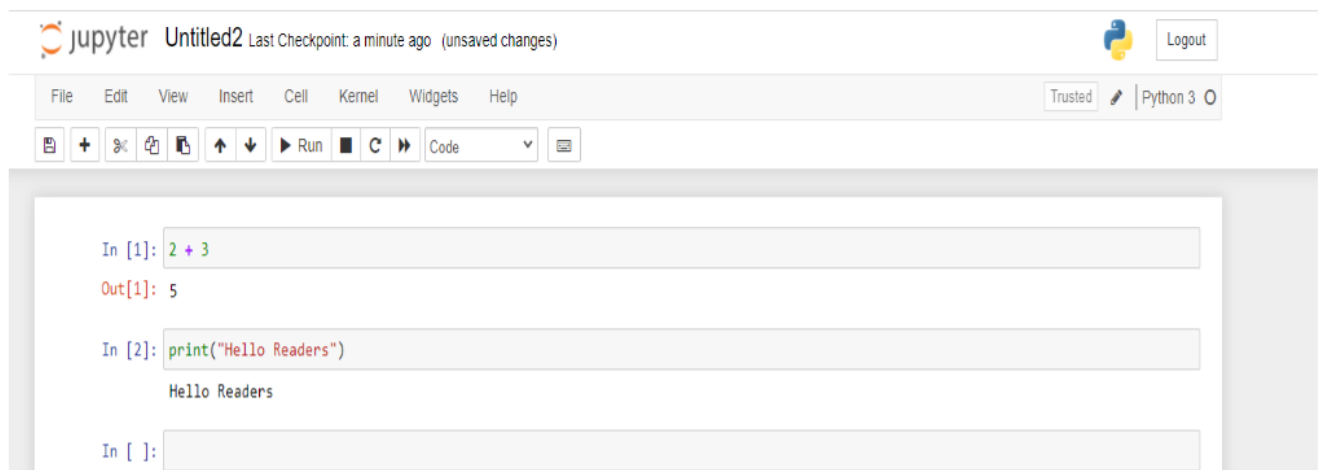 jupyter Untitled2 Last Checkpoint: a minute ago (unsaved changes) Logout
File Edit View Insert Cell Kernel Widgets Help Trusted Python 3
Run Code
In [1]: 2 + 3
Out[1]: 5
In [2]: print("Hello Readers")
Hello Readers
In [ ]: